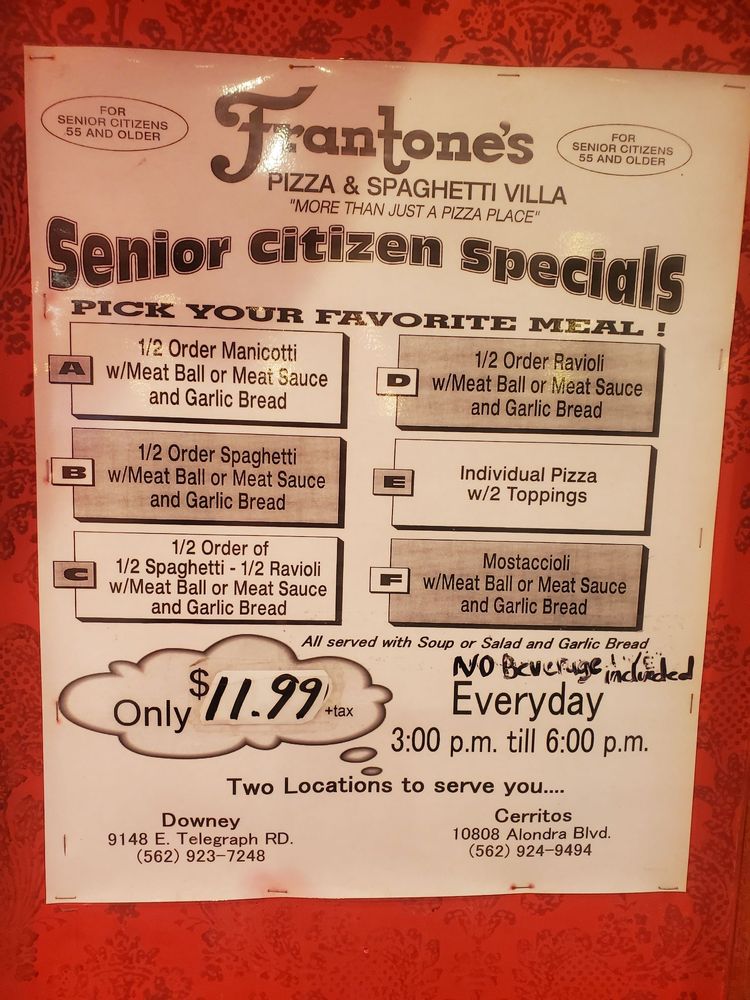 FOR
SENIOR CITIZENS
55 AND OLDER
Frantone's
FOR
SENIOR CITIZENS
55 AND OLDER
PIZZA & SPAGHETTI VILLA
"MORE THAN JUST A PIZZA PLACE"
Senior Citizen Specials
PICK YOUR FAVORITE MEAL !
A
1/2 Order Manicotti
w/Meat Ball or Meat Sauce
and Garlic Bread
D
1/2 Order Ravioli
w/Meat Ball or Meat Sauce
and Garlic Bread
B
1/2 Order Spaghetti
w/Meat Ball or Meat Sauce
and Garlic Bread
E
Individual Pizza
w/2 Toppings
C
1/2 Order of
1/2 Spaghetti - 1/2 Ravioli
w/Meat Ball or Meat Sauce
and Garlic Bread
F
Mostaccioli
w/Meat Ball or Meat Sauce
and Garlic Bread
All served with Soup or Salad and Garlic Bread
NO Beverage included
Only $11.99 +tax
Everyday
3:00 p.m. till 6:00 p.m.
Two Locations to serve you....
Downey
9148 E. Telegraph RD.
(562) 923-7248
Cerritos
10808 Alondra Blvd.
(562) 924-9494